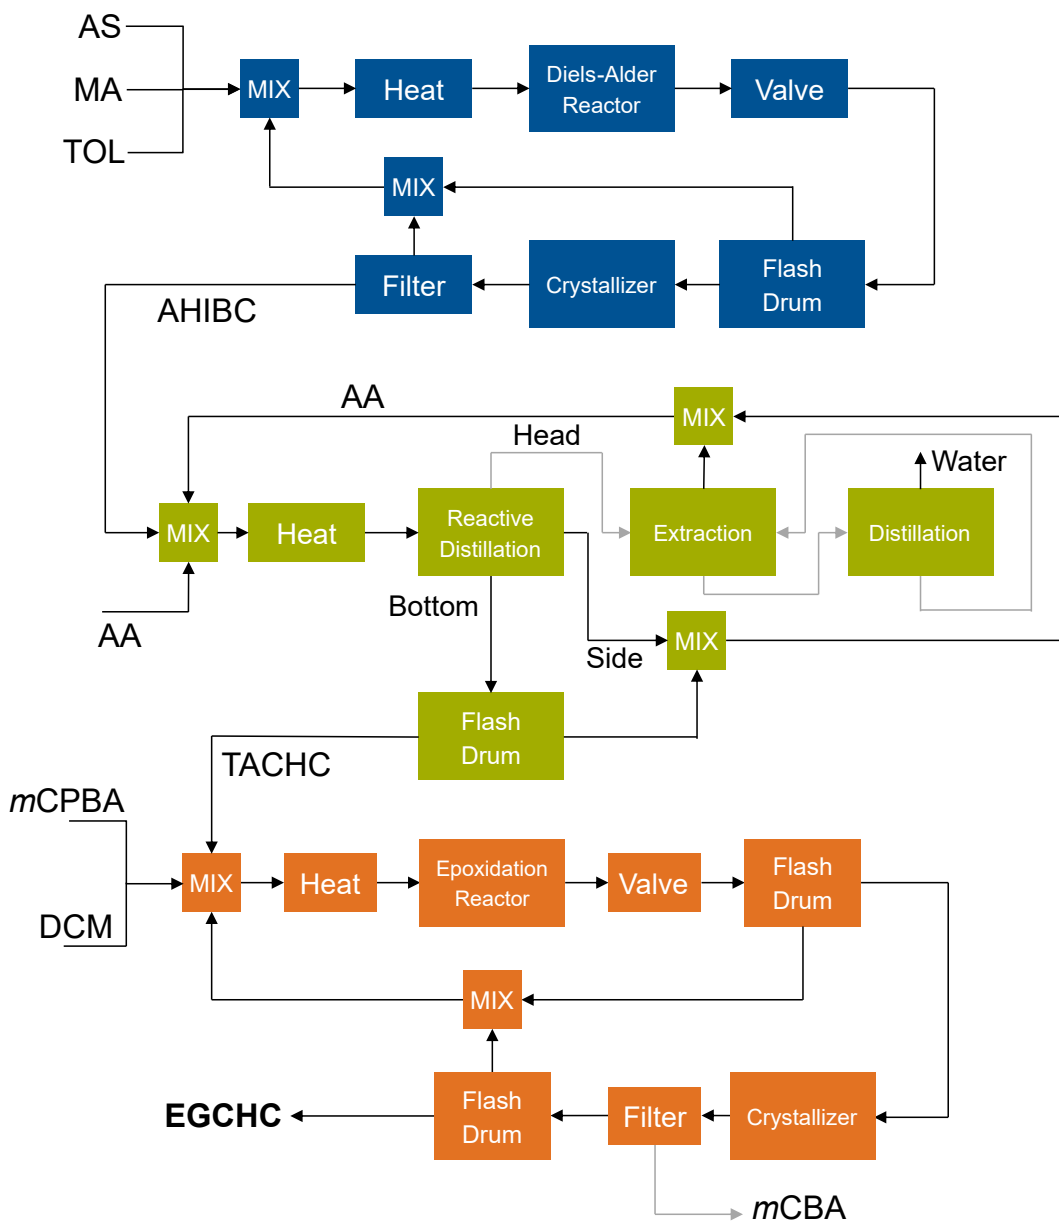 AS
MA
TOL
MIX
Heat
Diels-Alder
Reactor
Valve
MIX
Filter
Crystallizer
Flash
Drum
AHIBC
AA
MIX
Head
Water
MIX
Heat
Reactive
Distillation
Extraction
Distillation
AA
Bottom
Side
MIX
Flash
Drum
TACHC
mCPBA
DCM
MIX
Heat
Epoxidation
Reactor
Valve
Flash
Drum
MIX
EGCHC
Flash
Drum
Filter
Crystallizer
mCBA